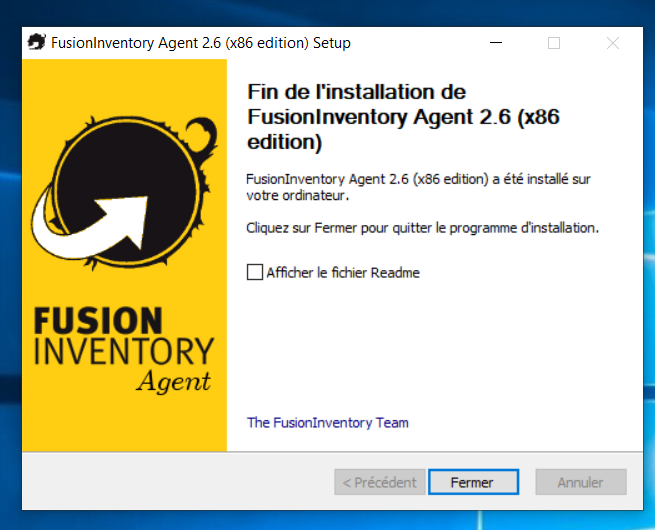 FusionInventory Agent 2.6 (x86 edition) Setup
Fin de l'installation de
FusionInventory Agent 2.6 (x86
edition)
FusionInventory Agent 2.6 (x86 edition) a été installé sur
votre ordinateur.
Cliquez sur Fermer pour quitter le programme d'installation.
Afficher le fichier Readme
FUSION
INVENTORY
Agent
The FusionInventory Team
< Précédent
Fermer
Annuler